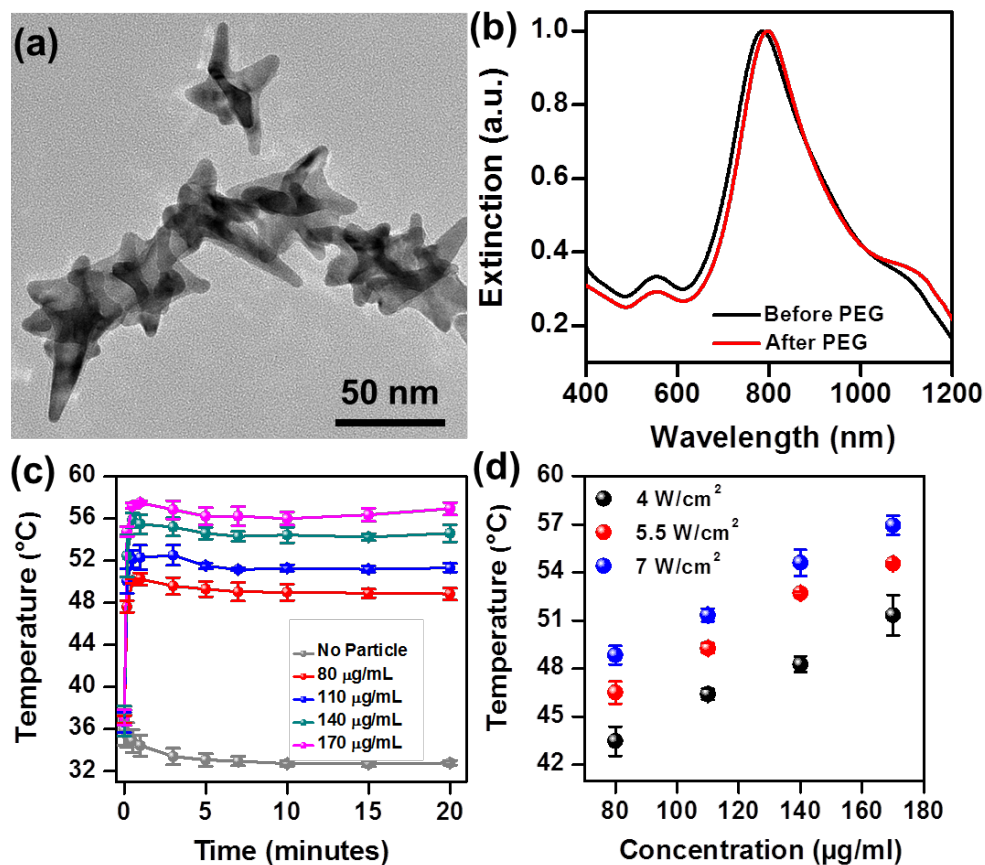 (a)
50 nm
(b)
Extinction (a.u.)
1.0
0.8
0.6
0.4
0.2
Before PEG
After PEG
400 600 800 1000 1200
Wavelength (nm)
(c)
Temperature (°C)
60
56
52
48
44
40
36
32
No Particle
80 μg/mL
110 μg/mL
140 μg/mL
170 μg/mL
0 5 10 15 20
Time (minutes)
(d)
Temperature (°C)
60
57
54
51
48
45
42
4 W/cm²
5.5 W/cm²
7 W/cm²
80 100 120 140 160 180
Concentration (μg/ml)